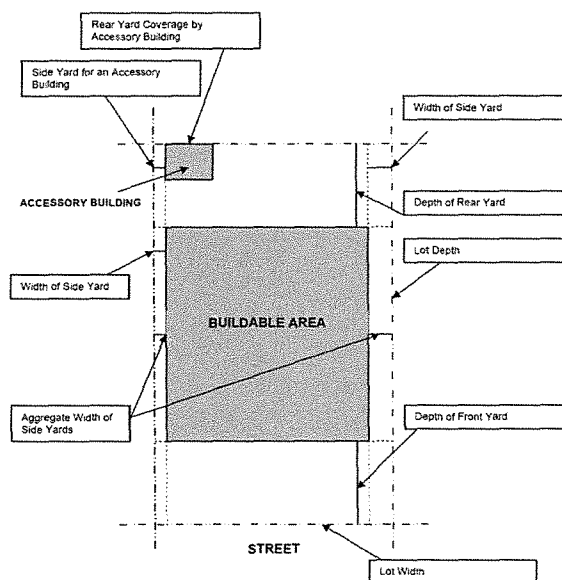 Rear Yard Coverage by
Accessory Building
Side Yard for an Accessory
Building
Width of Side Yard
ACCESSORY BUILDING
Depth of Rear Yard
Lot Depth
Width of Side Yard
BUILDABLE AREA
Aggregate Width of
Side Yards
Depth of Front Yard
STREET
Lot Width